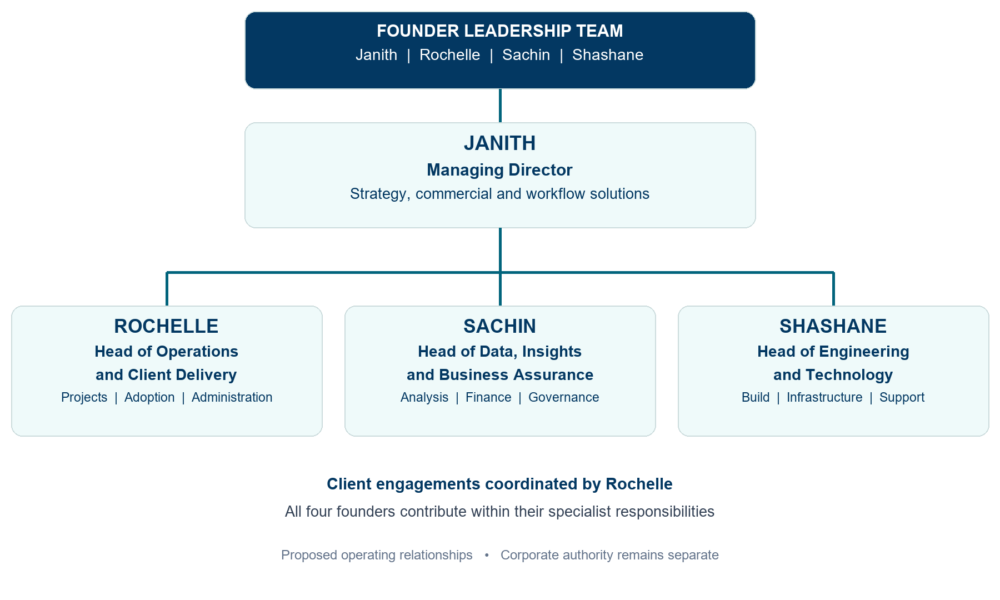 FOUNDER LEADERSHIP TEAM
Janith | Rochelle | Sachin | Shashane
JANITH
Managing Director
Strategy, commercial and workflow solutions
ROCHELLE
Head of Operations
and Client Delivery
Projects | Adoption | Administration
SACHIN
Head of Data, Insights
and Business Assurance
Analysis | Finance | Governance
SHASHANE
Head of Engineering
and Technology
Build | Infrastructure | Support
Client engagements coordinated by Rochelle
All four founders contribute within their specialist responsibilities
Proposed operating relationships • Corporate authority remains separate